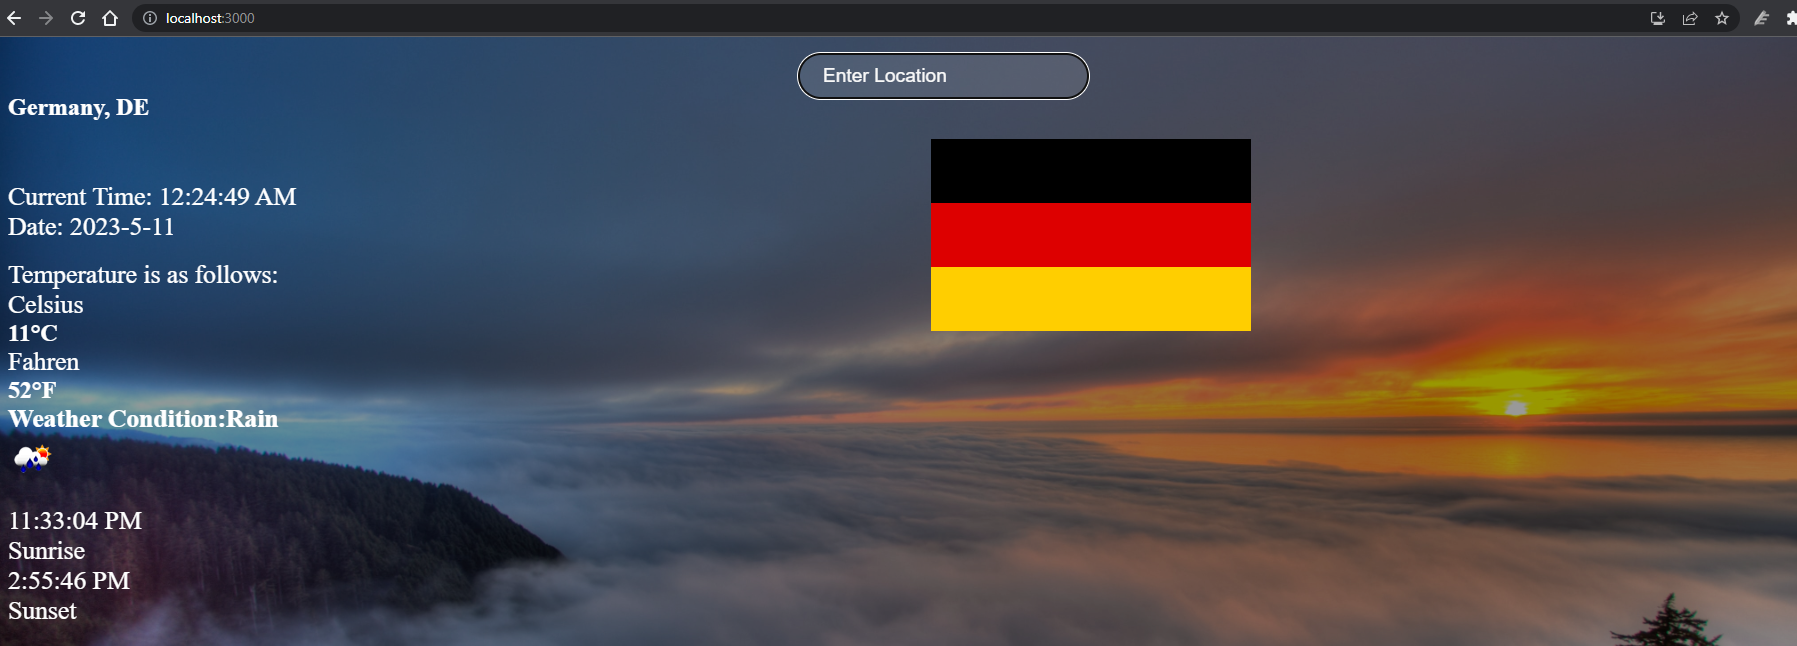 localhost:3000
Enter Location
Germany, DE
Current Time: 12:24:49 AM
Date: 2023-5-11
Temperature is as follows:
Celsius
11°C
Fahren
52°F
Weather Condition:Rain
11:33:04 PM
Sunrise
2:55:46 PM
Sunset